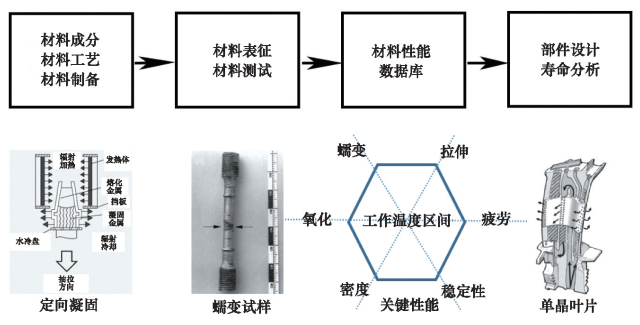 材料成分
材料工艺
材料制备
材料表征
材料测试
材料性能
数据库
部件设计
寿命分析
辐射
加热
发热体
熔化
金属
挡板
凝固
金属
水冷盘
辐射
冷却
抽拉
方向
定向凝固
蠕变试样
蠕变
拉伸
氧化
工作温度区间
疲劳
密度
稳定性
关键性能
单晶叶片